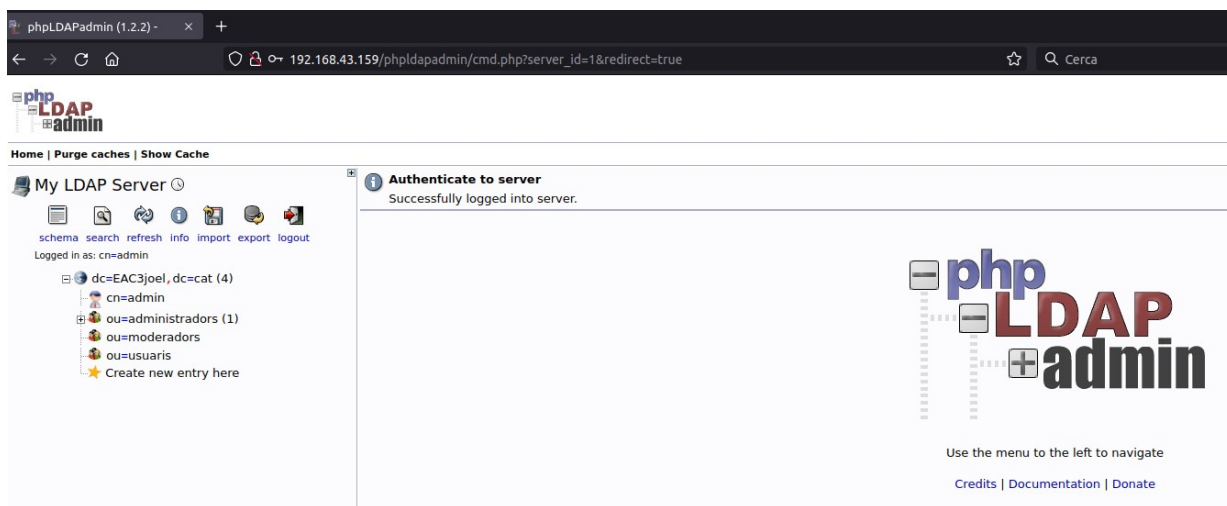 phpLDAPadmin (1.2.2) -
192.168.43.159/phpldapadmin/cmd.php?server_id=1&redirect=true
Cerca
php
LDAP
admin
Home | Purge caches | Show Cache
My LDAP Server
schema search refresh info import export logout
Logged in as: cn=admin
dc=EAC3joel,dc=cat (4)
cn=admin
ou=administradors (1)
ou=moderadors
ou=usuaris
Create new entry here
Authenticate to server
Successfully logged into server.
php
LDAP
admin
Use the menu to the left to navigate
Credits | Documentation | Donate